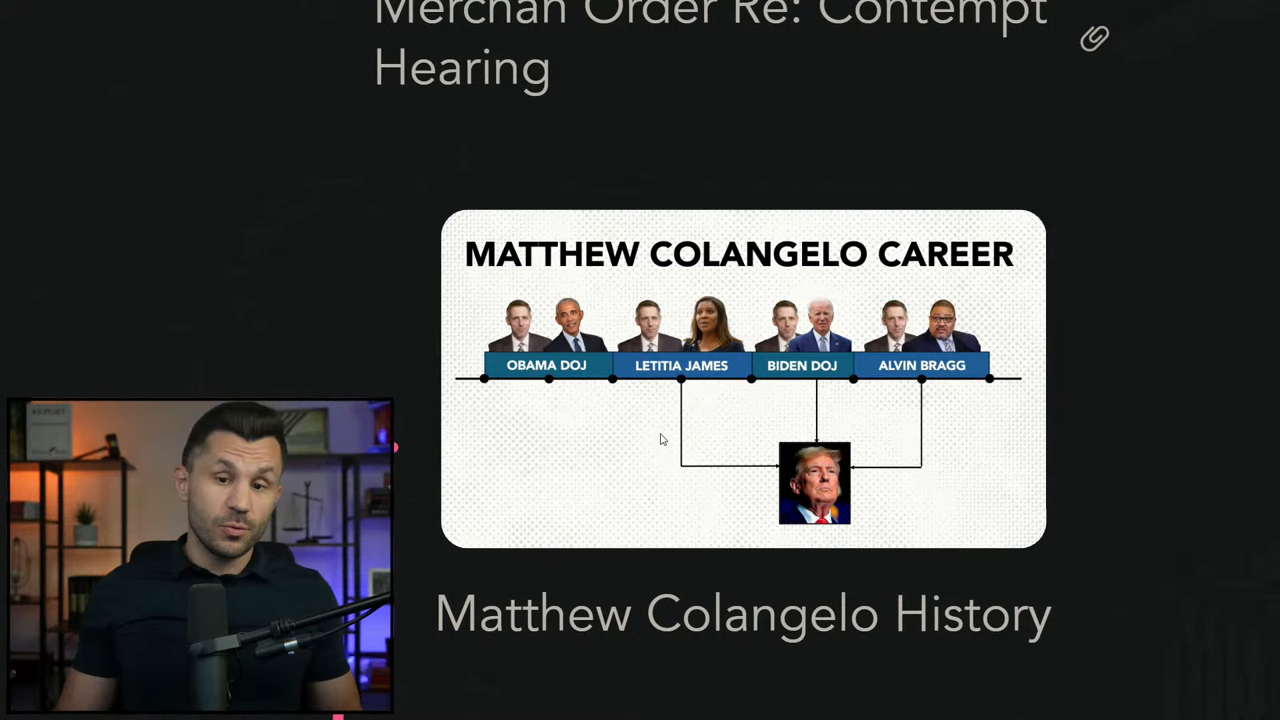 Merchan Order Re: Contempt
Hearing
MATTHEW COLANGELO CAREER
OBAMA DOJ
LETITIA JAMES
BIDEN DOJ
ALVIN BRAGG
REPORT
Matthew Colangelo History